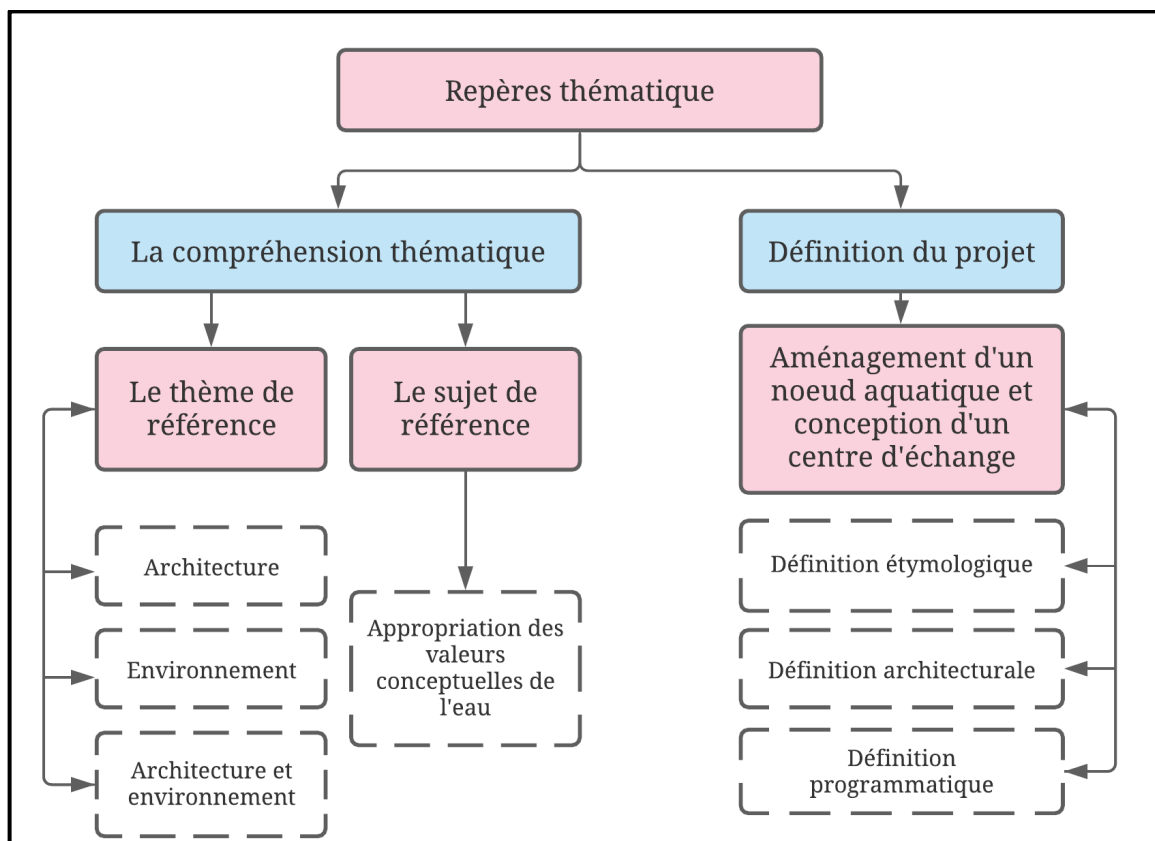 Repères thématique
La compréhension thématique
Définition du projet
Le thème de
référence
Le sujet de
référence
Aménagement d'un
noeud aquatique et
conception d'un
centre d'échange
Architecture
Environnement
Architecture et
environnement
Appropriation des
valeurs
conceptuelles de
l'eau
Définition étymologique
Définition architecturale
Définition
programmatique